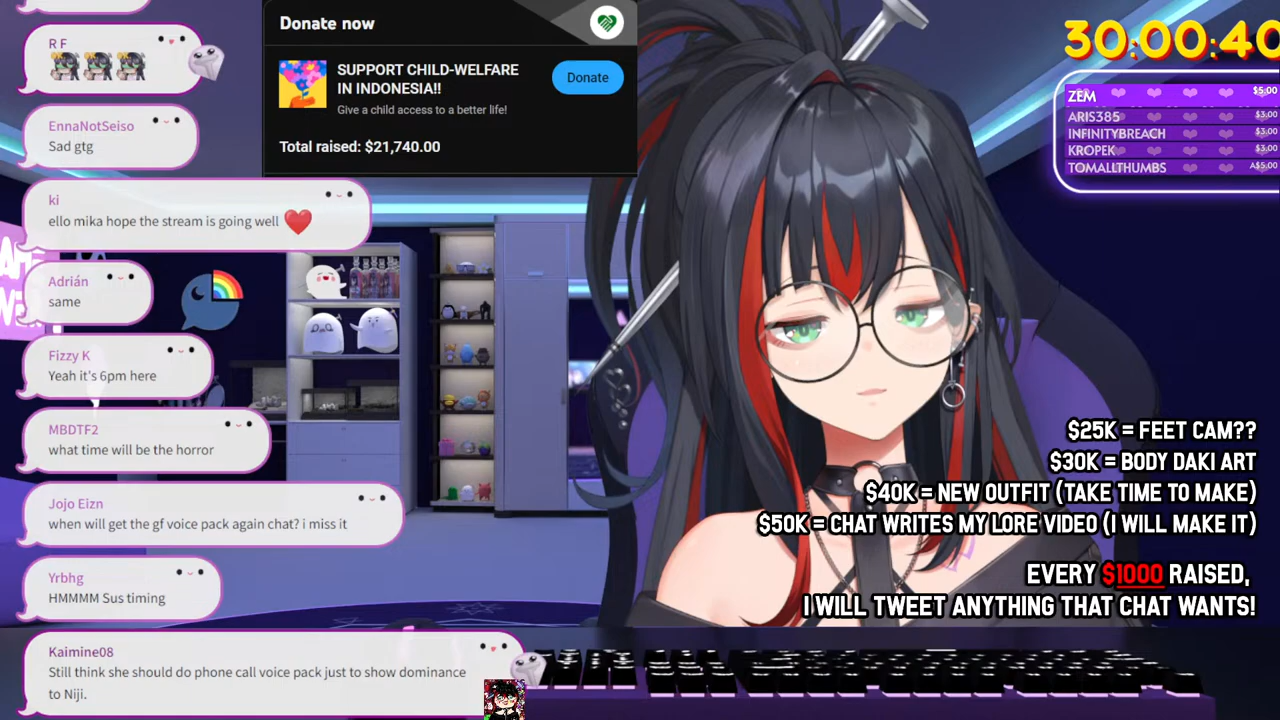 R F
EnnaNotSeiso
Sad gtg
ki
ello mika hope the stream is going well
Adrián
same
Fizzy K
Yeah it's 6pm here
MBDTF2
what time will be the horror
Jojo Eizn
when will get the gf voice pack again chat? i miss it
Yrbhg
HMMMM Sus timing
Kaimine08
Still think she should do phone call voice pack just to show dominance
to Niji.
Donate now
SUPPORT CHILD-WELFARE
IN INDONESIA!!
Give a child access to a better life!
Donate
Total raised: $21,740.00
30:00:40
ZEM $5.00
ARIS385 $3.00
INFINITYBREACH $3.00
KROPEK $3.00
TOMALLTHUMBS A$5.00
$25K = FEET CAM??
$30K = BODY DAKI ART
$40K = NEW OUTFIT (TAKE TIME TO MAKE)
$50K = CHAT WRITES MY LORE VIDEO (I WILL MAKE IT)
EVERY $1000 RAISED,
I WILL TWEET ANYTHING THAT CHAT WANTS!